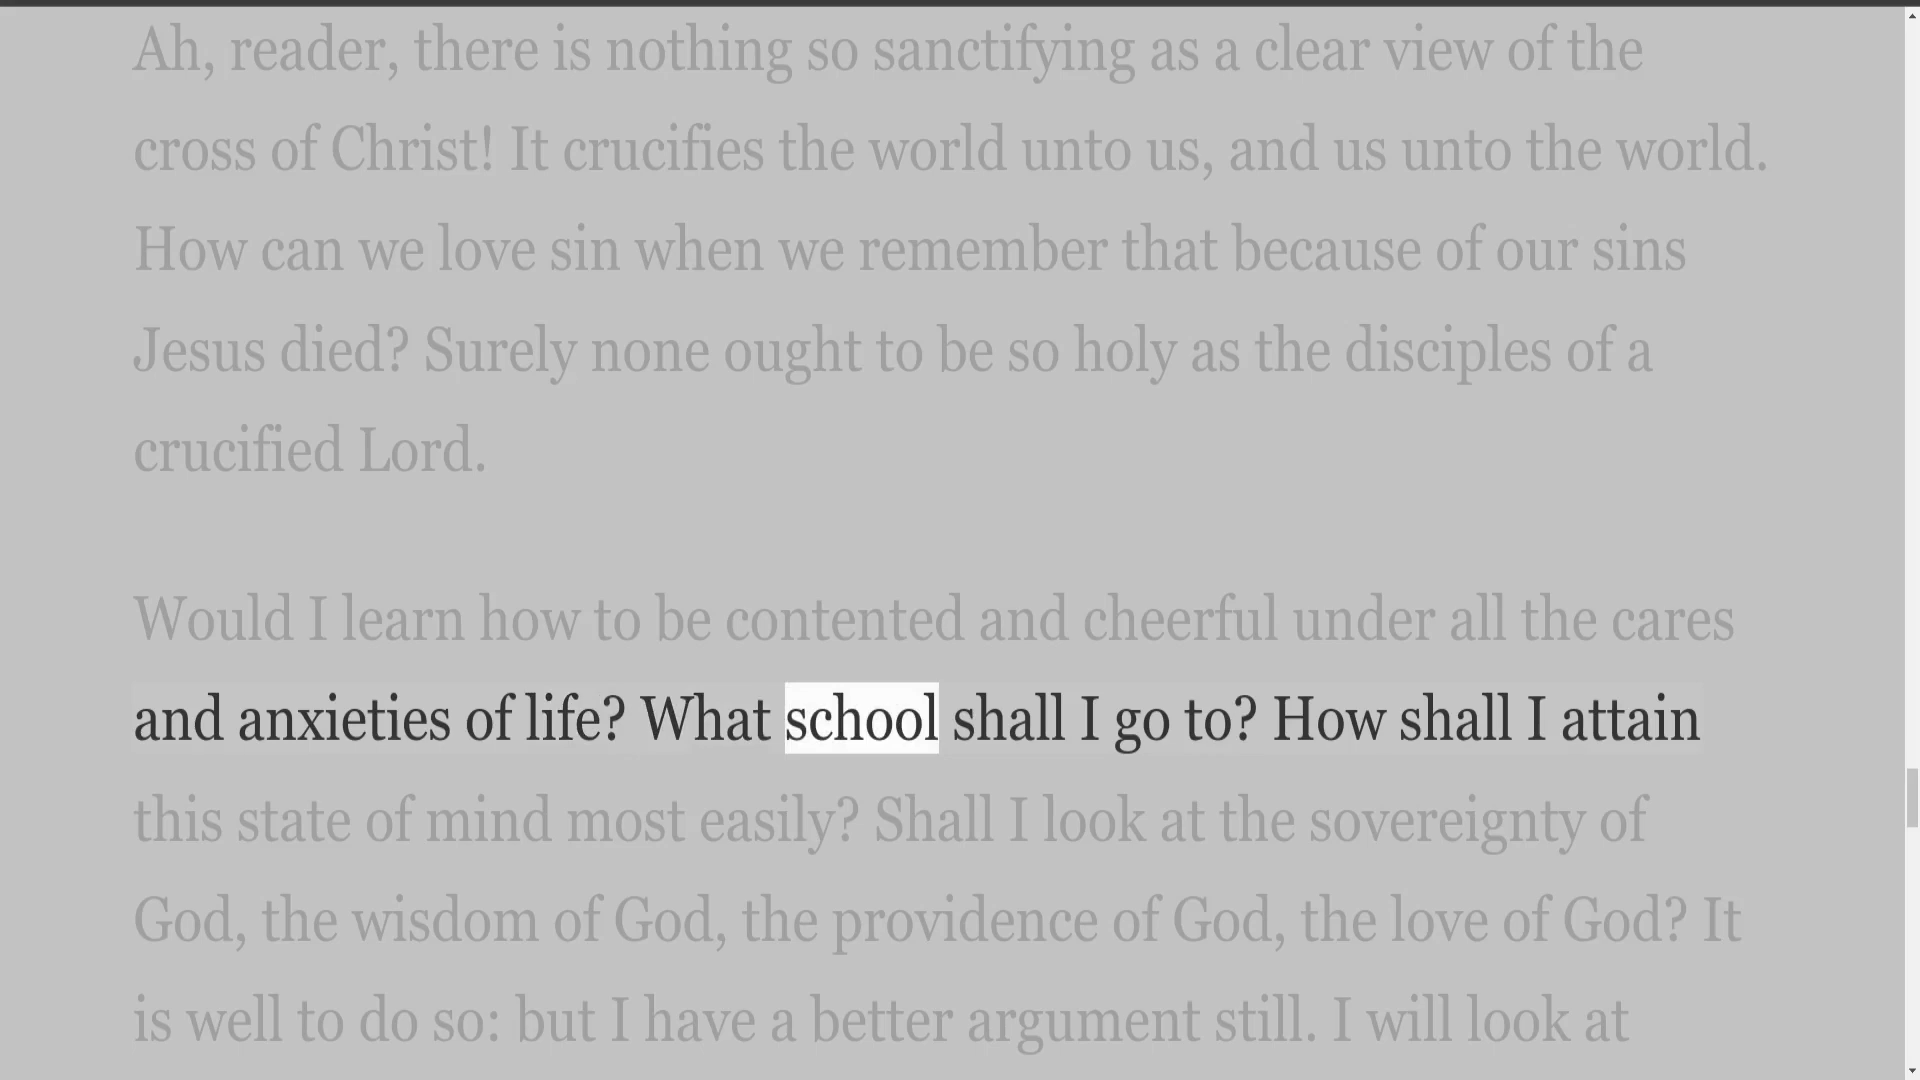 Ah, reader, there is nothing so sanctifying as a clear view of the
cross of Christ! It crucifies the world unto us, and us unto the world.
How can we love sin when we remember that because of our sins
Jesus died? Surely none ought to be so holy as the disciples of a
crucified Lord.
Would I learn how to be contented and cheerful under all the cares
and anxieties of life? What school shall I go to? How shall I attain
this state of mind most easily? Shall I look at the sovereignty of
God, the wisdom of God, the providence of God, the love of God? It
is well to do so: but I have a better argument still. I will look at